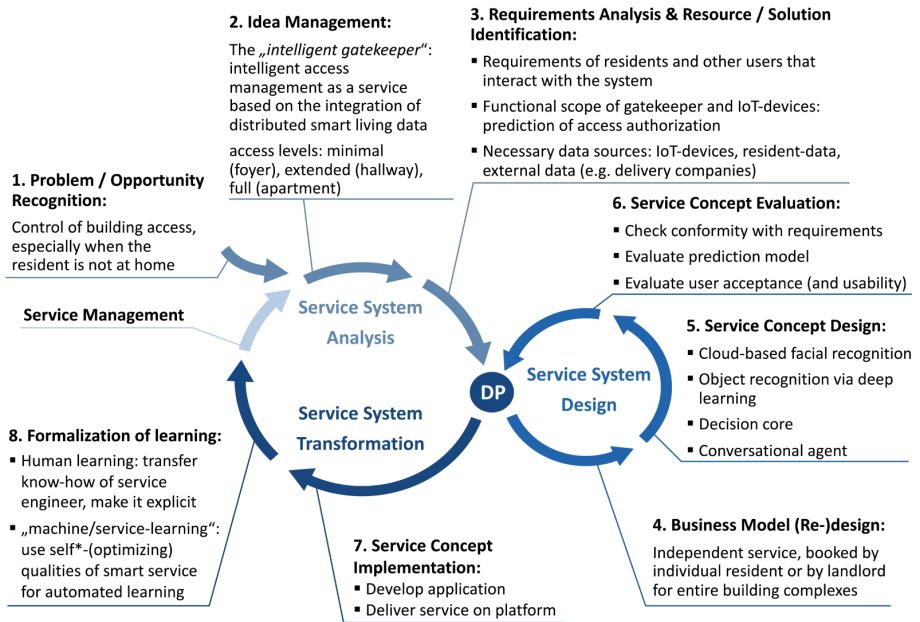 1. Problem / Opportunity
Recognition:
Control of building access,
especially when the
resident is not at home
2. Idea Management:
The „intelligent gatekeeper“:
intelligent access
management as a service
based on the integration of
distributed smart living data
access levels: minimal
(foyer), extended (hallway),
full (apartment)
3. Requirements Analysis & Resource / Solution
Identification:
▪ Requirements of residents and other users that
interact with the system
▪ Functional scope of gatekeeper and IoT-devices:
prediction of access authorization
▪ Necessary data sources: IoT-devices, resident-data,
external data (e.g. delivery companies)
6. Service Concept Evaluation:
▪ Check conformity with requirements
▪ Evaluate prediction model
▪ Evaluate user acceptance (and usability)
5. Service Concept Design:
▪ Cloud-based facial recognition
▪ Object recognition via deep
learning
▪ Decision core
▪ Conversational agent
4. Business Model (Re-)design:
Independent service, booked by
individual resident or by landlord
for entire building complexes
Service Management
Service System
Analysis
DP
Service System
Design
Service System
Transformation
7. Service Concept
Implementation:
▪ Develop application
▪ Deliver service on platform
8. Formalization of learning:
▪ Human learning: transfer
know-how of service
engineer, make it explicit
▪ „machine/service-learning“:
use self*-(optimizing)
qualities of smart service
for automated learning